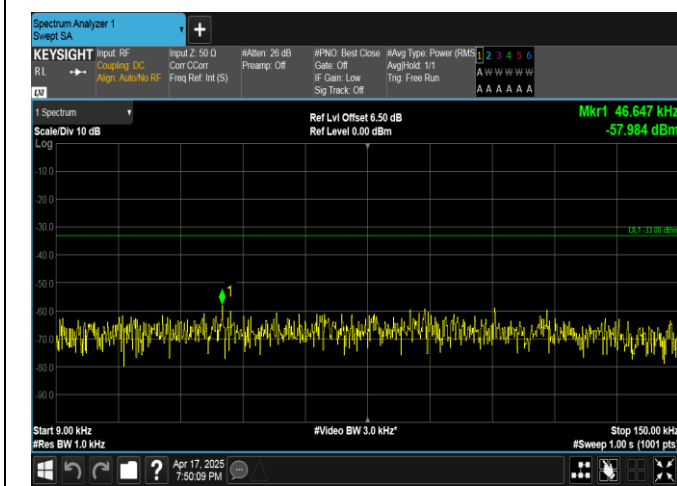 Spectrum Analyzer 1
Swept SA
+
KEYSIGHT
RL
LXI
Input: RF
Coupling: DC
Align: Auto/No RF
Input Z: 50 Ω
Corr CCorr
Freq Ref: Int (S)
#Atten: 26 dB
Preamp: Off
#PNO: Best Close
Gate: Off
IF Gain: Low
Sig Track: Off
#Avg Type: Power (RMS
Avg|Hold: 1/1
Trig: Free Run
1 2 3 4 5 6
A W W W W W
A A A A A A
1 Spectrum
Scale/Div 10 dB
Ref Lvl Offset 6.50 dB
Ref Level 0.00 dBm
Mkr1 46.647 kHz
-57.984 dBm
Log
-10.0
-20.0
-30.0
DL1 -33.00 dBm
-40.0
-50.0
1
-60.0
-70.0
-80.0
-90.0
Start 9.00 kHz
#Video BW 3.0 kHz*
Stop 150.00 kHz
#Res BW 1.0 kHz
#Sweep 1.00 s (1001 pts)
?
Apr 17, 2025
7:50:09 PM